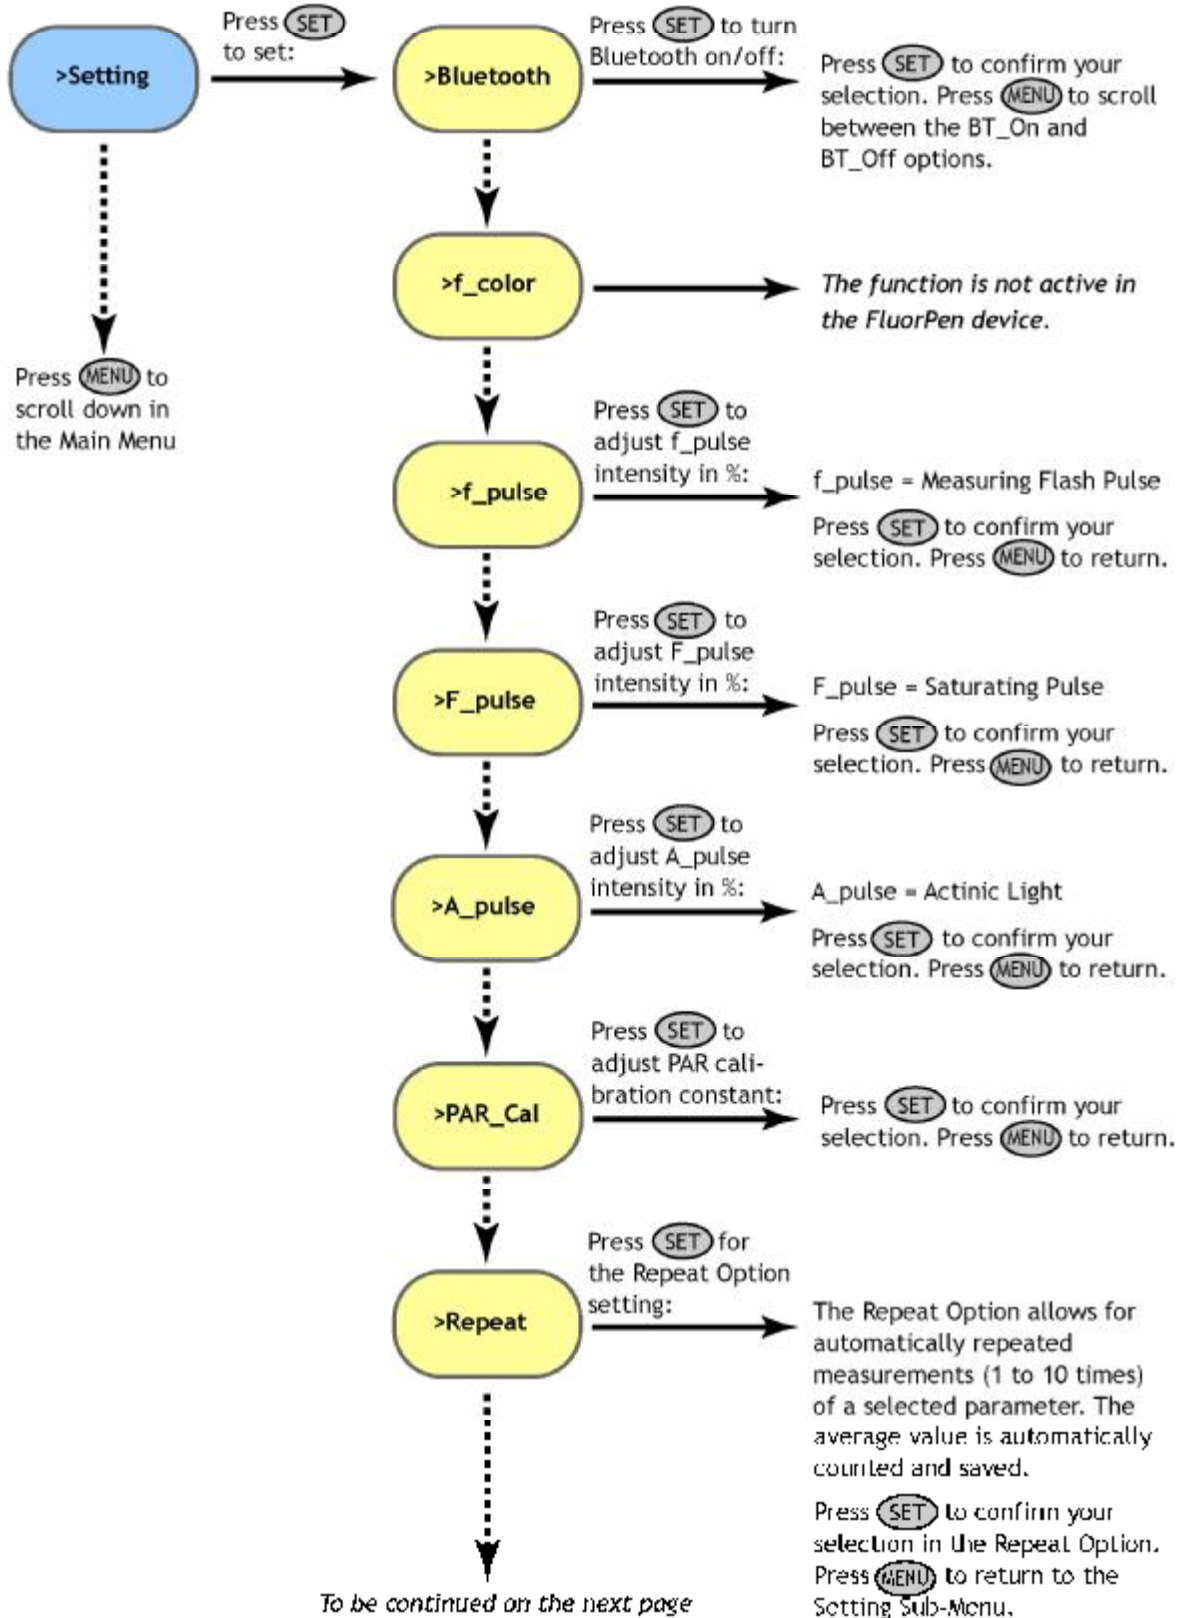 Press SET
to set:
>Setting
Press MENU to
scroll down in
the Main Menu
>Bluetooth
Press SET to turn
Bluetooth on/off:
Press SET to confirm your
selection. Press MENU to scroll
between the BT_On and
BT_Off options.
>f_color
The function is not active in
the FluorPen device.
>f_pulse
Press SET to
adjust f_pulse
intensity in %:
f_pulse = Measuring Flash Pulse
Press SET to confirm your
selection. Press MENU to return.
>F_pulse
Press SET to
adjust F_pulse
intensity in %:
F_pulse = Saturating Pulse
Press SET to confirm your
selection. Press MENU to return.
>A_pulse
Press SET to
adjust A_pulse
intensity in %:
A_pulse = Actinic Light
Press SET to confirm your
selection. Press MENU to return.
>PAR_Cal
Press SET to
adjust PAR cali-
bration constant:
Press SET to confirm your
selection. Press MENU to return.
>Repeat
Press SET for
the Repeat Option
setting:
The Repeat Option allows for
automatically repeated
measurements (1 to 10 times)
of a selected parameter. The
average value is automatically
counted and saved.
Press SET to confirm your
selection in the Repeat Option.
Press MENU to return to the
Setting Sub-Menu.
To be continued on the next page